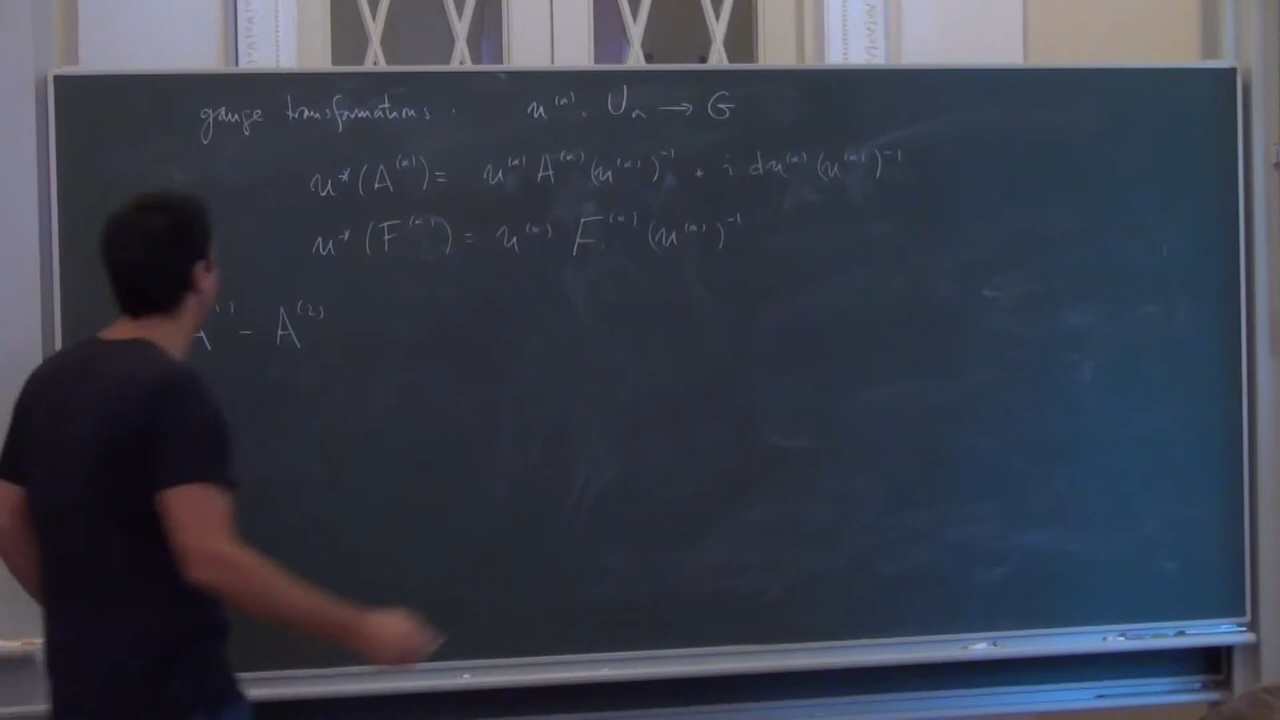 gauge transformations. u^(α): U_α → G
u*(A^(α)) = u^(α) A^(α) (u^(α))^-1 + i du^(α) (u^(α))^-1
u*(F^(α)) = u^(α) F^(α) (u^(α))^-1
A^(1) - A^(2)